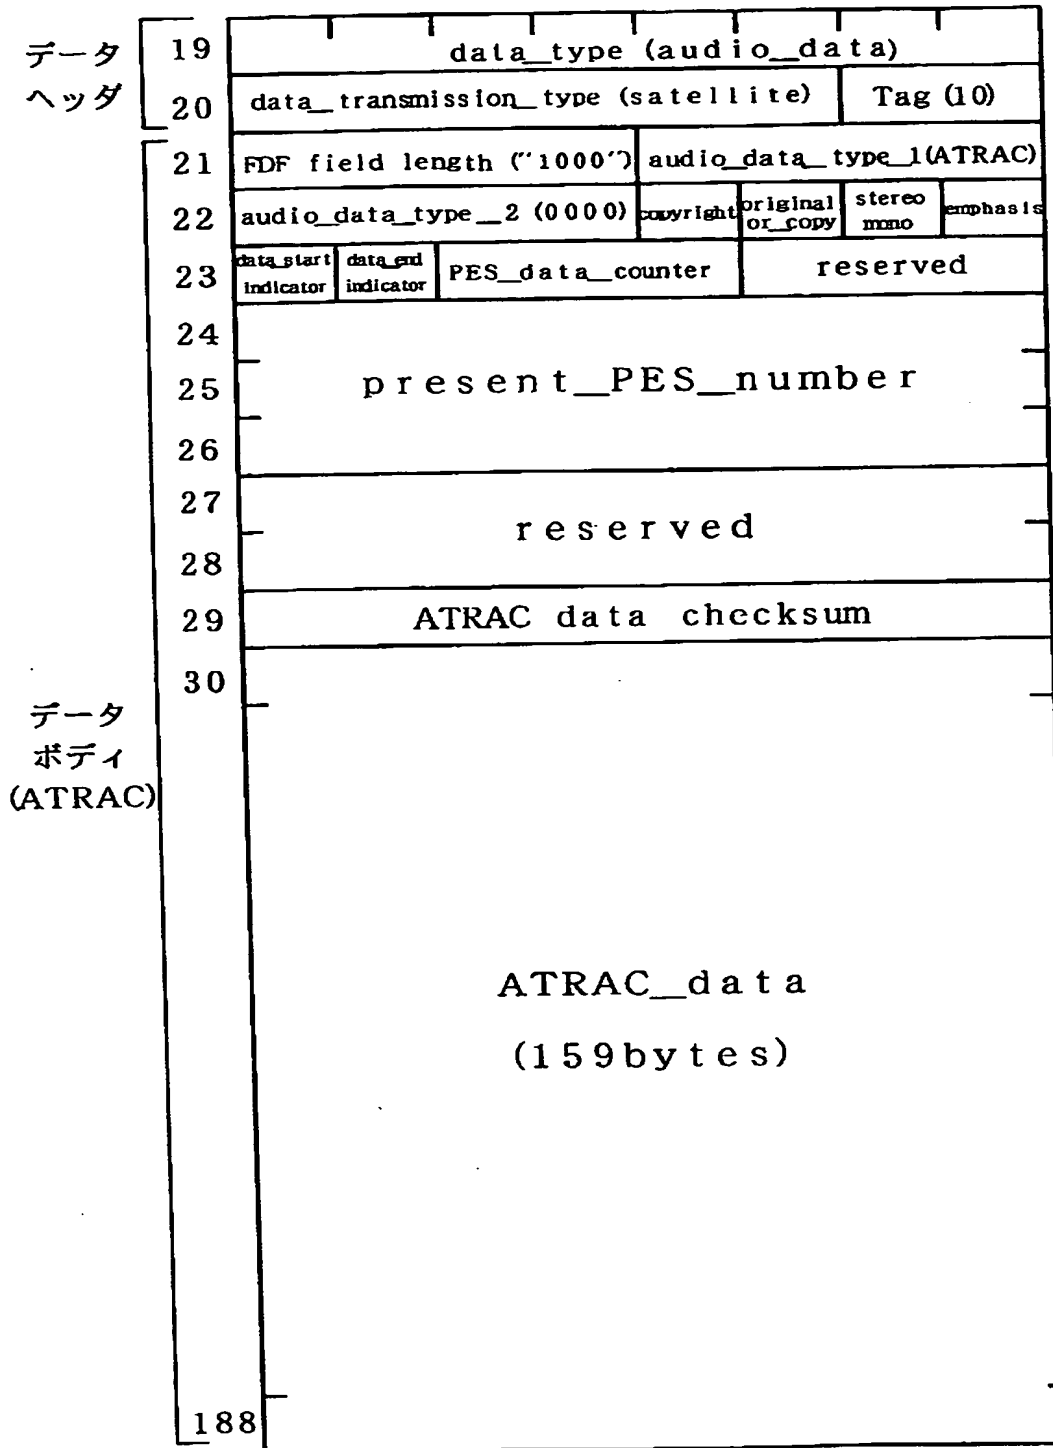 データ
ヘッダ
19 data_type (audio_data)
20 data_transmission_type (satellite) Tag (10)
21 FDF field length ("1000") audio_data_type_1(ATRAC)
22 audio_data_type_2 (0000) copyright original or_copy stereo mono emphasis
23 data_start indicator data_end indicator PES_data_counter reserved
24
25 present_PES_number
26
27
reserved
28
29 ATRAC data checksum
30
データ
ボディ
(ATRAC)
ATRAC_data
(159bytes)
188